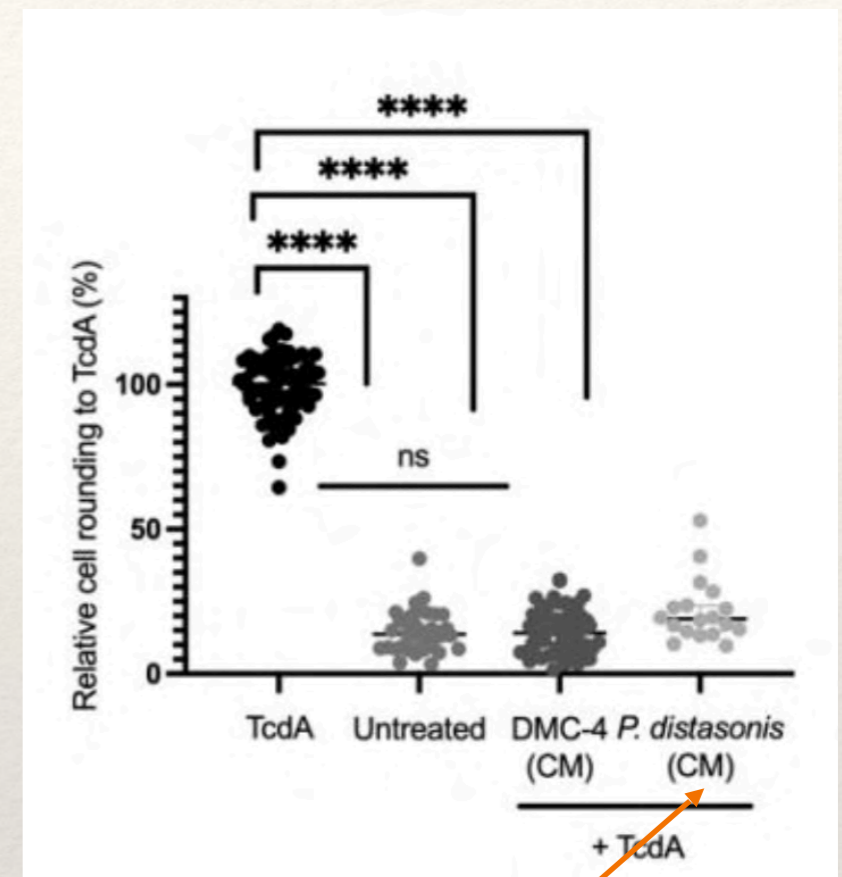 ****
****
****
Relative cell rounding to TcdA (%)
100
ns
50
0
TcdA Untreated DMC-4 P. distasonis
(CM) (CM)
+ TcdA